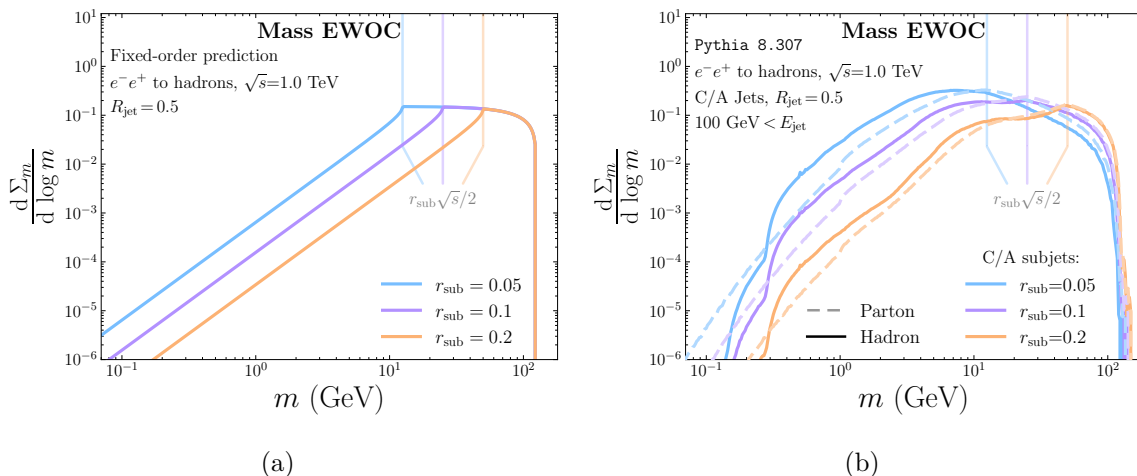 Mass EWOC
Fixed-order prediction
e⁻e⁺ to hadrons, √s=1.0 TeV
R_jet = 0.5
r_sub√s/2
r_sub = 0.05
r_sub = 0.1
r_sub = 0.2
10¹
10⁰
10⁻¹
10⁻²
10⁻³
10⁻⁴
10⁻⁵
10⁻⁶
d Σ_m / d log m
10⁻¹ 10⁰ 10¹ 10²
m (GeV)
(a)
Mass EWOC
Pythia 8.307
e⁻e⁺ to hadrons, √s=1.0 TeV
C/A Jets, R_jet = 0.5
100 GeV < E_jet
r_sub√s/2
C/A subjets:
r_sub=0.05
r_sub=0.1
r_sub=0.2
Parton
Hadron
10¹
10⁰
10⁻¹
10⁻²
10⁻³
10⁻⁴
10⁻⁵
10⁻⁶
d Σ_m / d log m
10⁻¹ 10⁰ 10¹ 10²
m (GeV)
(b)